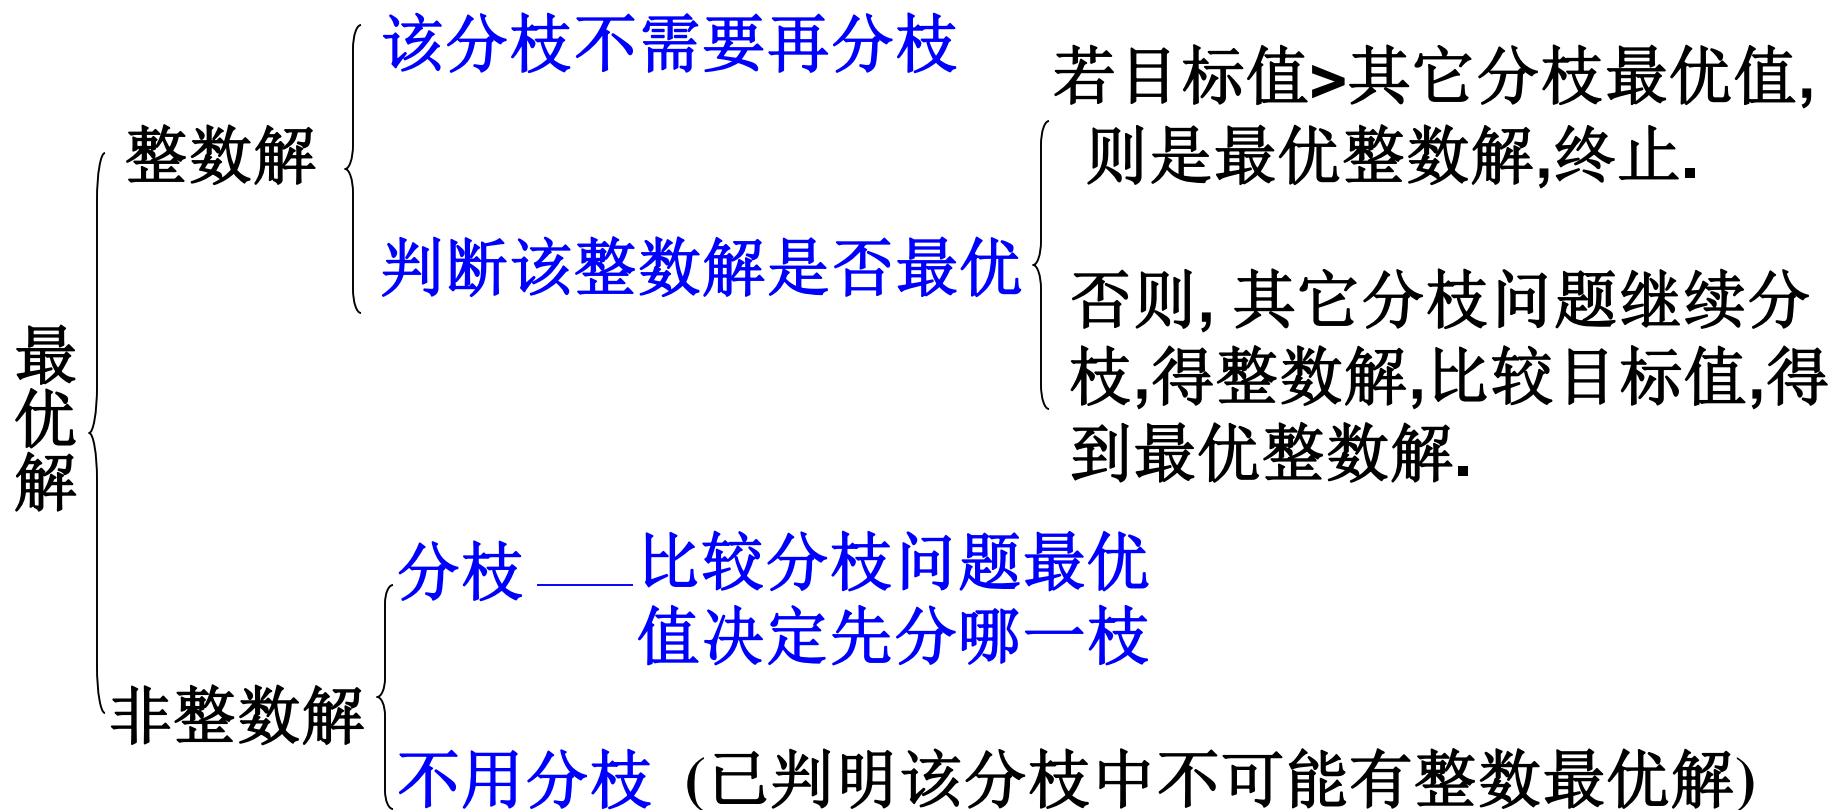 最优解
整数解
该分枝不需要再分枝
判断该整数解是否最优
若目标值>其它分枝最优值,
则是最优整数解,终止.
否则, 其它分枝问题继续分
枝,得整数解,比较目标值,得
到最优整数解.
非整数解
分枝
比较分枝问题最优
值决定先分哪一枝
不用分枝 (已判明该分枝中不可能有整数最优解)